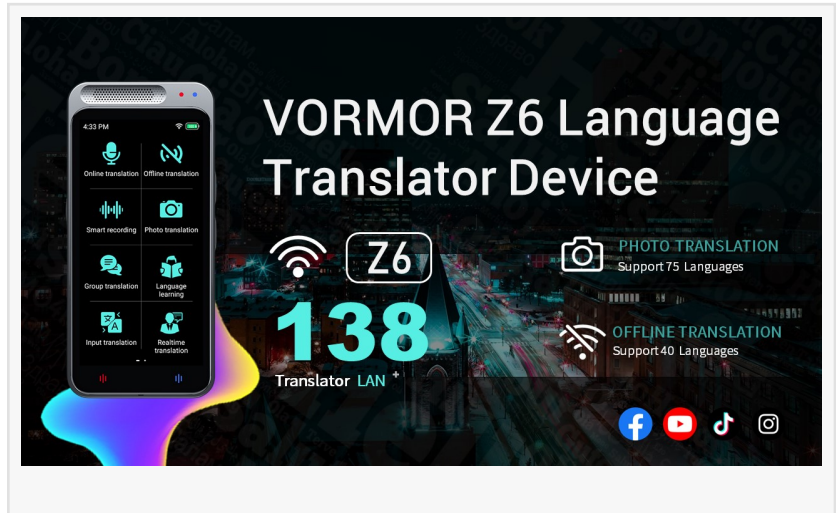 VORMOR Z6 Language
Translator Device
4:33 PM
Online translation
Offline translation
Smart recording
Photo translation
Group translation
Language
learning
Input translation
Realtime
translation
Z6
138
Translator LAN +
PHOTO TRANSLATION
Support 75 Languages
OFFLINE TRANSLATION
Support 40 Languages